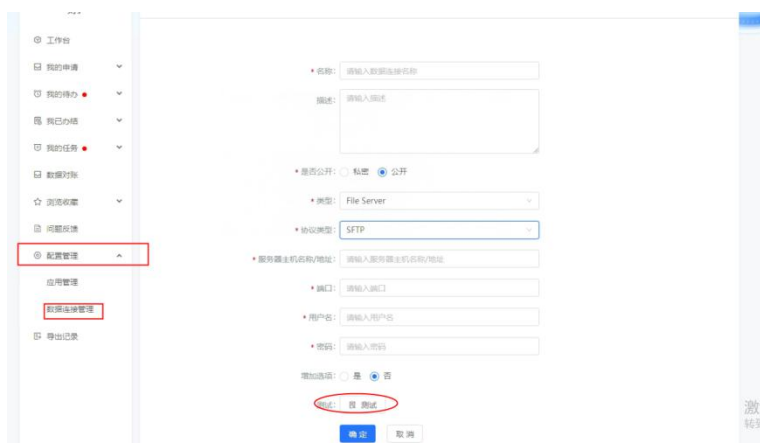 工作台
我的申请
我的待办
我已办结
我的任务
数据对账
浏览收藏
问题反馈
配置管理
应用管理
数据连接管理
导出记录
* 名称: 请输入数据连接名称
描述: 请输入描述
* 是否公开: 私密 公开
* 类型: File Server
* 协议类型: SFTP
* 服务器主机名称/地址: 请输入服务器主机名称/地址
* 端口: 请输入端口
* 用户名: 请输入用户名
* 密码: 请输入密码
增加选项: 是 否
测试: 测试
确定 取消
激
转到